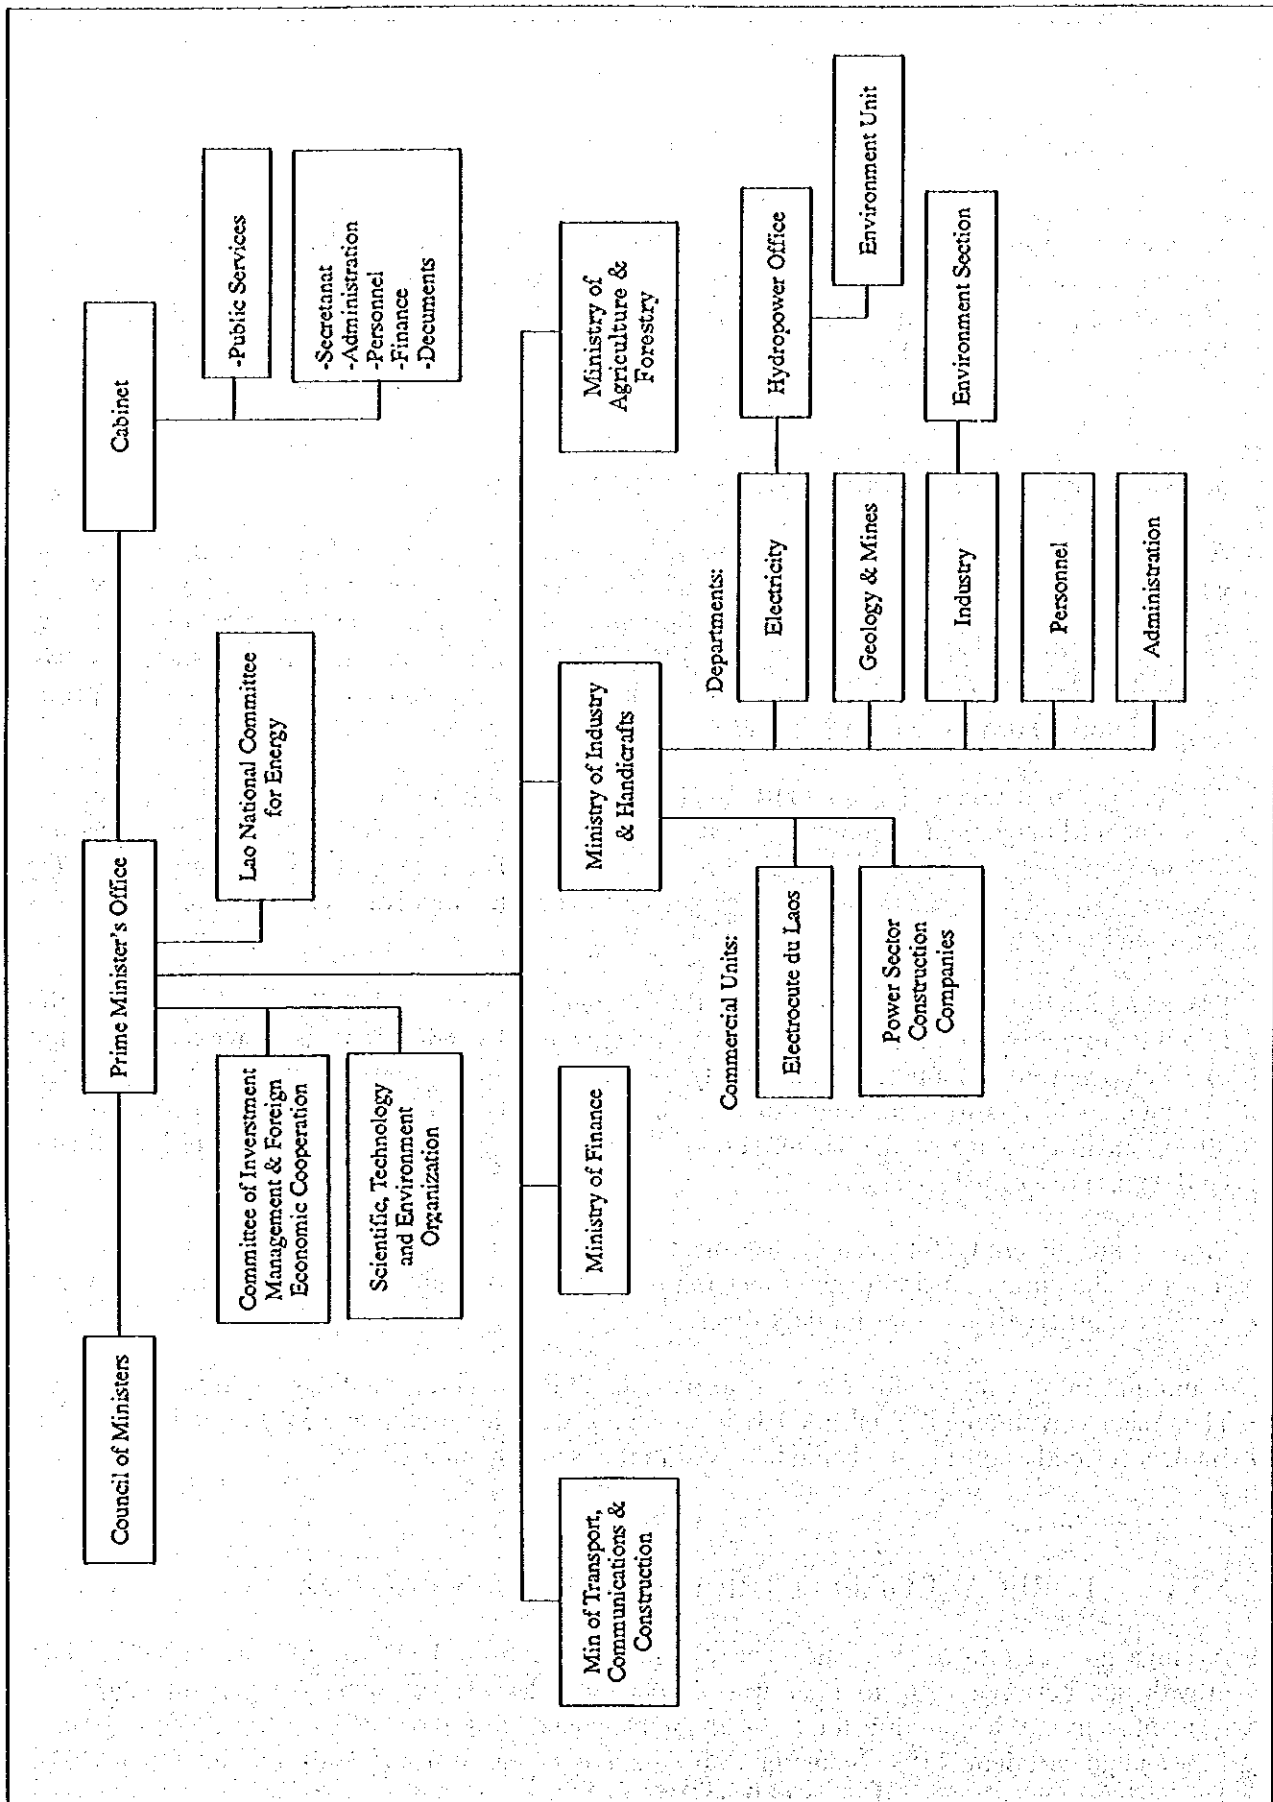 Council of Ministers
Prime Minister's Office
Cabinet
-Public Services
-Secretanat
-Administration
-Personnel
-Finance
-Decuments
Committee of Inverstment
Management & Foreign
Economic Cooperation
Scientific, Technology
and Environment
Organization
Lao National Committee
for Energy
Min of Transport,
Communications &
Construction
Ministry of Finance
Ministry of Industry
& Handicrafts
Ministry of
Agriculture &
Forestry
Commercial Units:
Electrocute du Laos
Power Sector
Construction
Companies
Departments:
Electricity
Geology & Mines
Industry
Personnel
Administration
Hydropower Office
Environment Unit
Environment Section